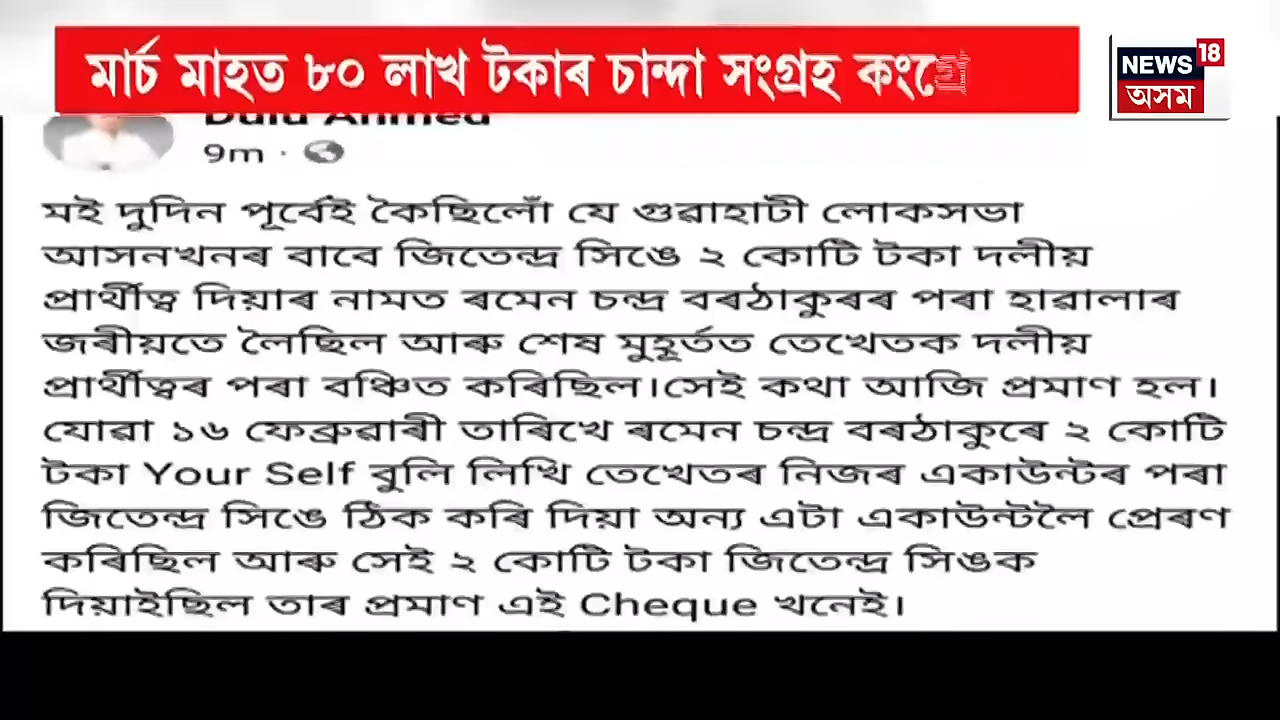 মাৰ্চ মাহত ৮০ লাখ টকাৰ চান্দা সংগ্ৰহ
NEWS 18
অসম
Dulu Ahmed
9m ·
মই দুদিন পূৰ্বেই কৈছিলোঁ যে গুৱাহাটী লোকসভা
আসনখনৰ বাবে জিতেন্দ্ৰ সিঙে ২ কোটি টকা দলীয়
প্ৰাৰ্থীত্ব দিয়াৰ নামত ৰমেন চন্দ্ৰ বৰঠাকুৰৰ পৰা হাৱালাৰ
জৰীয়তে লৈছিল আৰু শেষ মুহূৰ্তত তেখেতক দলীয়
প্ৰাৰ্থীত্বৰ পৰা বঞ্চিত কৰিছিল।সেই কথা আজি প্ৰমাণ হল।
যোৱা ১৬ ফেব্ৰুৱাৰী তাৰিখে ৰমেন চন্দ্ৰ বৰঠাকুৰে ২ কোটি
টকা Your Self বুলি লিখি তেখেতৰ নিজৰ একাউন্টৰ পৰা
জিতেন্দ্ৰ সিঙে ঠিক কৰি দিয়া অন্য এটা একাউন্টলৈ প্ৰেৰণ
কৰিছিল আৰু সেই ২ কোটি টকা জিতেন্দ্ৰ সিঙক
দিয়াইছিল তাৰ প্ৰমাণ এই Cheque খনেই।